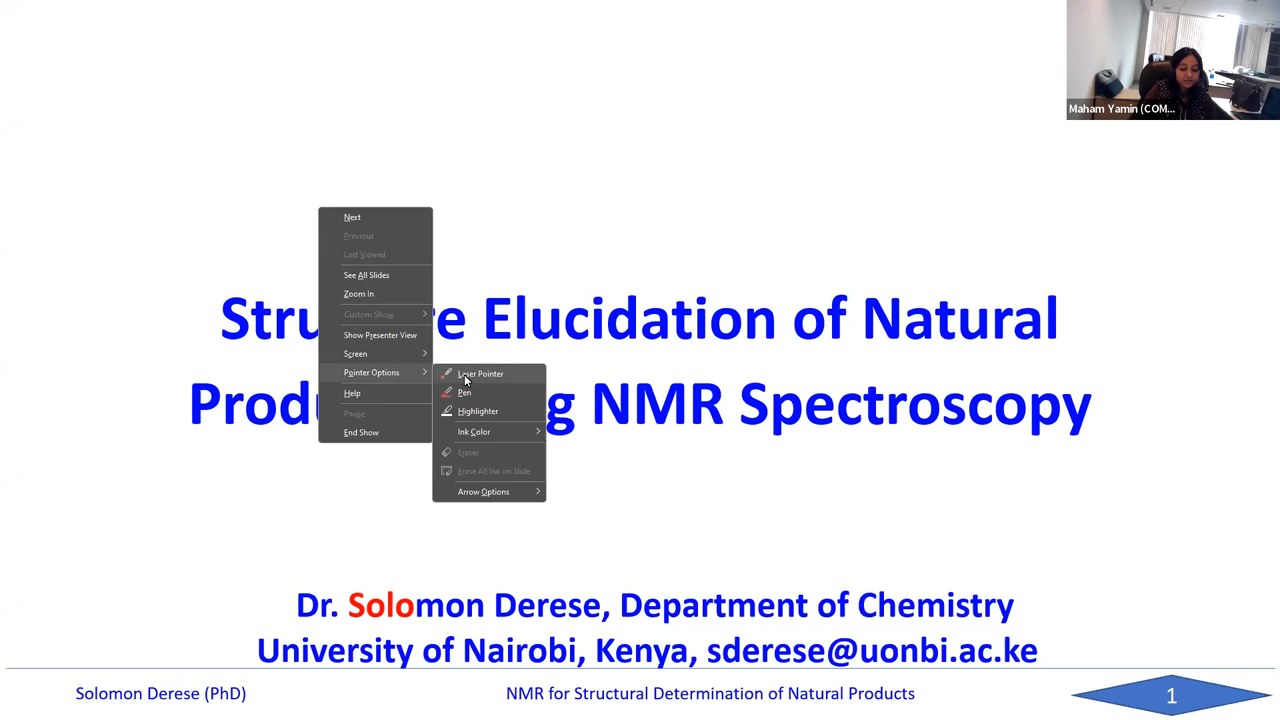 Maham Yamin (COM...
Next
Previous
Last Viewed
See All Slides
Zoom In
Custom Show
Show Presenter View
Screen
Pointer Options
Help
Pause
End Show
Laser Pointer
Pen
Highlighter
Ink Color
Eraser
Erase All Ink on Slide
Arrow Options
Stru re Elucidation of Natural
Produ g NMR Spectroscopy
Dr. Solomon Derese, Department of Chemistry
University of Nairobi, Kenya, sderese@uonbi.ac.ke
Solomon Derese (PhD)
NMR for Structural Determination of Natural Products
1